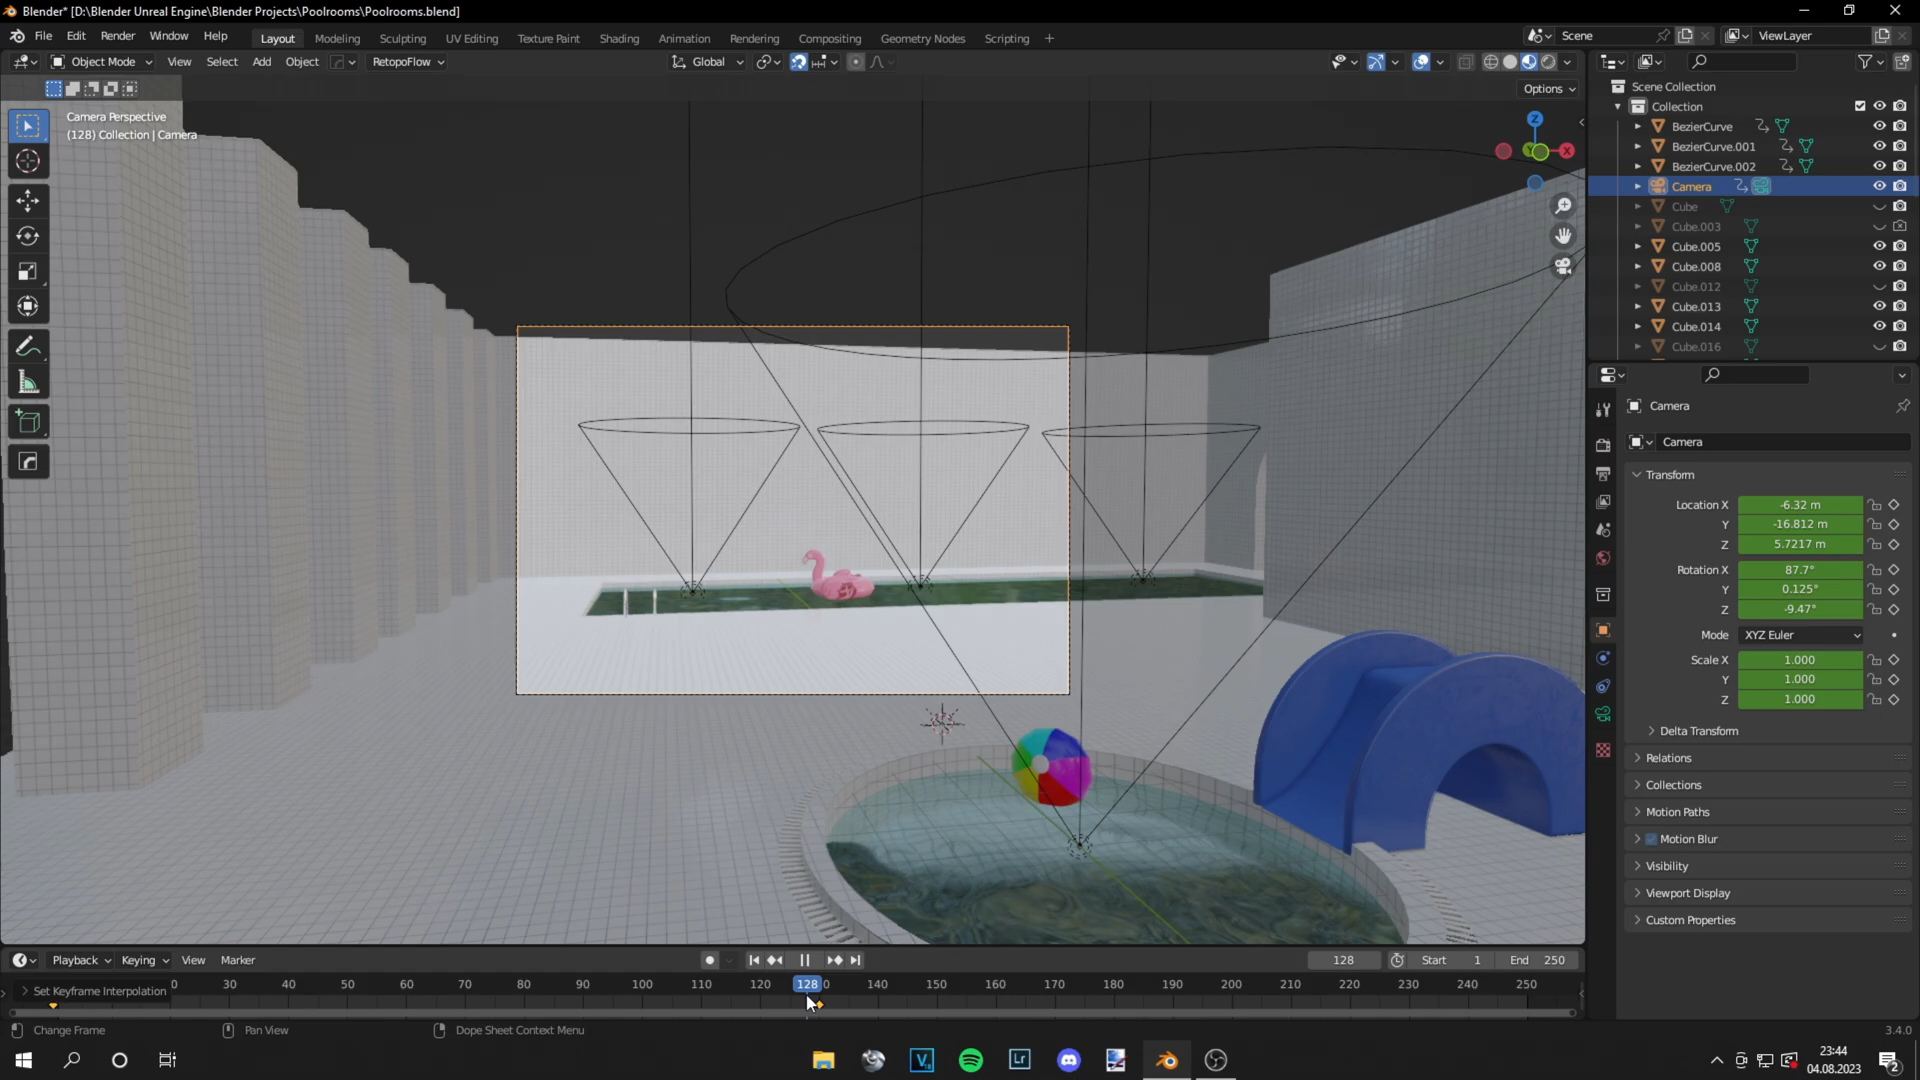 Blender* [D:\Blender Unreal Engine\Blender Projects\Poolrooms\Poolrooms.blend]
File Edit Render Window Help Layout Modeling Sculpting UV Editing Texture Paint Shading Animation Rendering Compositing Geometry Nodes Scripting + Scene ViewLayer
Object Mode View Select Add Object RetopoFlow Global
Options
Camera Perspective
(128) Collection | Camera
Z
Y
X
Scene Collection
Collection
BezierCurve
BezierCurve.001
BezierCurve.002
Camera
Cube
Cube.003
Cube.005
Cube.008
Cube.012
Cube.013
Cube.014
Cube.016
Camera
Camera
Transform
Location X -6.32 m
Y -16.812 m
Z 5.7217 m
Rotation X 87.7°
Y 0.125°
Z -9.47°
Mode XYZ Euler
Scale X 1.000
Y 1.000
Z 1.000
Delta Transform
Relations
Collections
Motion Paths
Motion Blur
Visibility
Viewport Display
Custom Properties
Playback Keying View Marker 128 Start 1 End 250
Set Keyframe Interpolation 0 30 40 50 60 70 80 90 100 110 120 128 0 140 150 160 170 180 190 200 210 220 230 240 250
Change Frame Pan View Dope Sheet Context Menu 3.4.0
Lr
23:44
04.08.2023
2